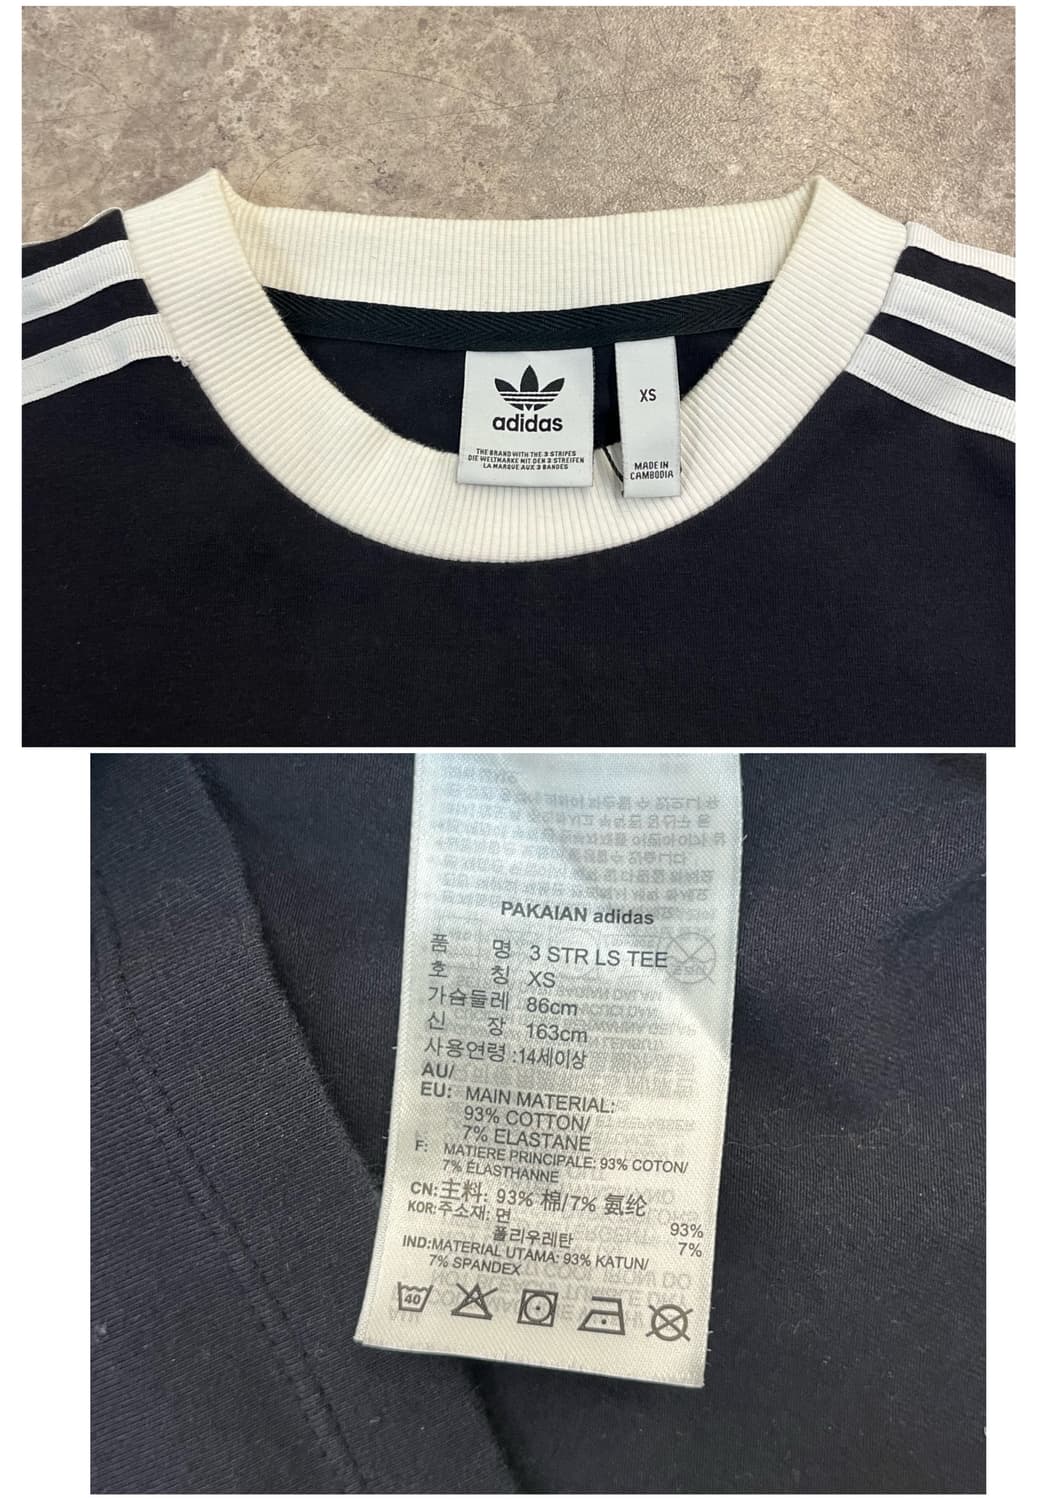 adidas
THE BRAND WITH THE 3 STRIPES
DIE WELTMARKE MIT DEN 3 STREIFEN
LA MARQUE AUX 3 BANDES
XS
MADE IN
CAMBODIA
PAKAIAN adidas
품 명 3 STR LS TEE
호 칭 XS
가슴둘레 86cm
신 장 163cm
사용연령 :14세이상
AU/
EU: MAIN MATERIAL:
93% COTTON/
7% ELASTANE
F: MATIERE PRINCIPALE: 93% COTON/
7% ÉLASTHANNE
CN:主料: 93% 棉/7% 氨纶
KOR:주소재: 면 93%
폴리우레탄 7%
IND:MATERIAL UTAMA: 93% KATUN/
7% SPANDEX
40